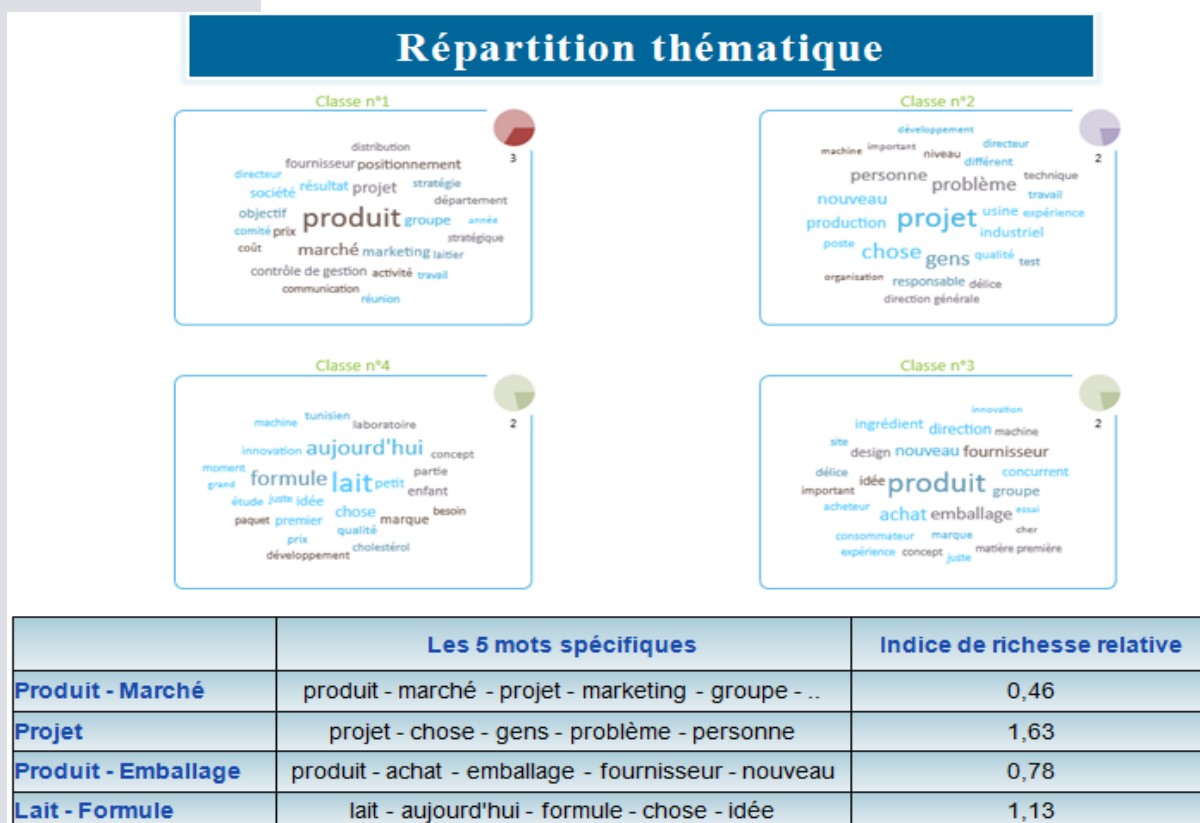 Répartition thématique
Classe n°1
3
distribution
fournisseur positionnement
directeur
société résultat projet stratégie
département
objectif produit groupe année
comité prix
stratégique
coût marché marketing laitier
contrôle de gestion activité travail
communication
réunion
Classe n°2
2
développement
machine important niveau directeur
différent
personne problème technique
nouveau travail
production projet usine expérience
industriel
poste chose gens qualité test
organisation responsable délice
direction générale
Classe n°4
2
machine tunisien laboratoire
innovation aujourd'hui concept
moment partie
grand formule lait petit enfant
étude juste idée
paquet premier chose marque besoin
prix qualité
développement cholestérol
Classe n°3
2
innovation
ingrédient direction machine
site
design nouveau fournisseur
délice idée produit concurrent
important groupe
acheteur achat emballage essai
cher
consommateur marque
expérience concept juste matière première
Les 5 mots spécifiques Indice de richesse relative
Produit - Marché produit - marché - projet - marketing - groupe - .. 0,46
Projet projet - chose - gens - problème - personne 1,63
Produit - Emballage produit - achat - emballage - fournisseur - nouveau 0,78
Lait - Formule lait - aujourd'hui - formule - chose - idée 1,13